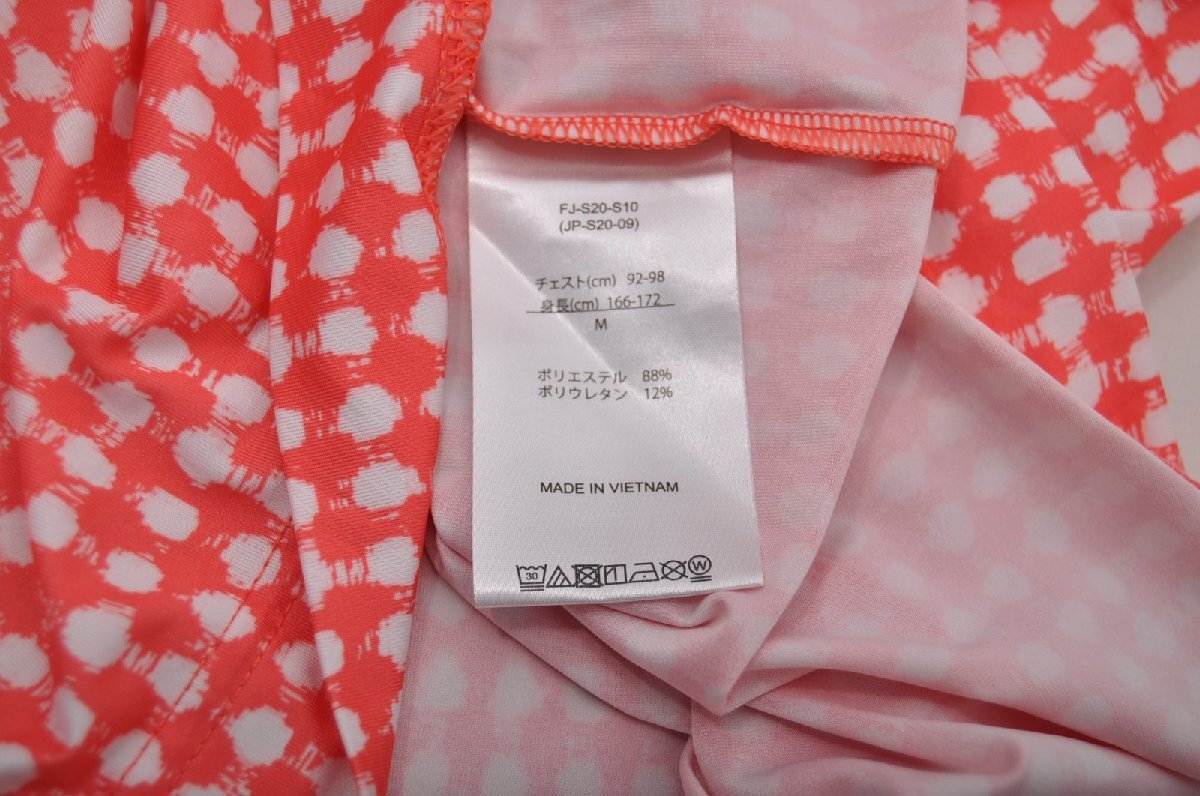 FJ-S20-S10
(JP-S20-09)
チェスト(cm) 92-98
身長(cm) 166-172
M
ポリエステル 88%
ポリウレタン 12%
MADE IN VIETNAM
30 W